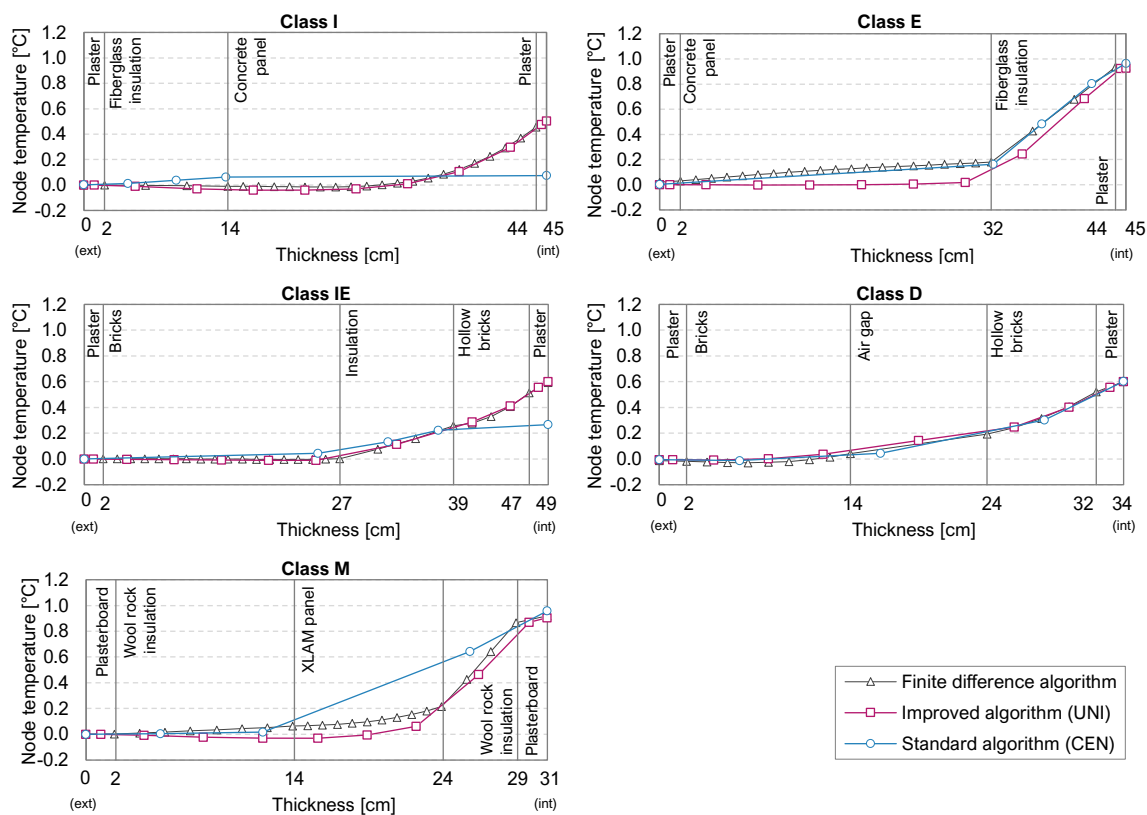 Class I
Node temperature [°C]
1.2
1.0
0.8
0.6
0.4
0.2
0.0
-0.2
Plaster
Fiberglass
insulation
Concrete
panel
Plaster
0 2 14 44 45
(ext) (int)
Thickness [cm]
Class E
Node temperature [°C]
1.2
1.0
0.8
0.6
0.4
0.2
0.0
-0.2
Plaster
Concrete panel
Fiberglass
insulation
Plaster
0 2 32 44 45
(ext) (int)
Thickness [cm]
Class IE
Node temperature [°C]
1.2
1.0
0.8
0.6
0.4
0.2
0.0
-0.2
Plaster
Bricks
Insulation
Hollow
bricks
Plaster
0 2 27 39 47 49
(ext) (int)
Thickness [cm]
Class D
Node temperature [°C]
1.2
1.0
0.8
0.6
0.4
0.2
0.0
-0.2
Plaster
Bricks
Air gap
Hollow
bricks
Plaster
0 2 14 24 32 34
(ext) (int)
Thickness [cm]
Class M
Node temperature [°C]
1.2
1.0
0.8
0.6
0.4
0.2
0.0
-0.2
Plasterboard
Wool rock
insulation
XLAM panel
Wool rock
insulation
Plasterboard
0 2 14 24 29 31
(ext) (int)
Thickness [cm]
Finite difference algorithm
Improved algorithm (UNI)
Standard algorithm (CEN)